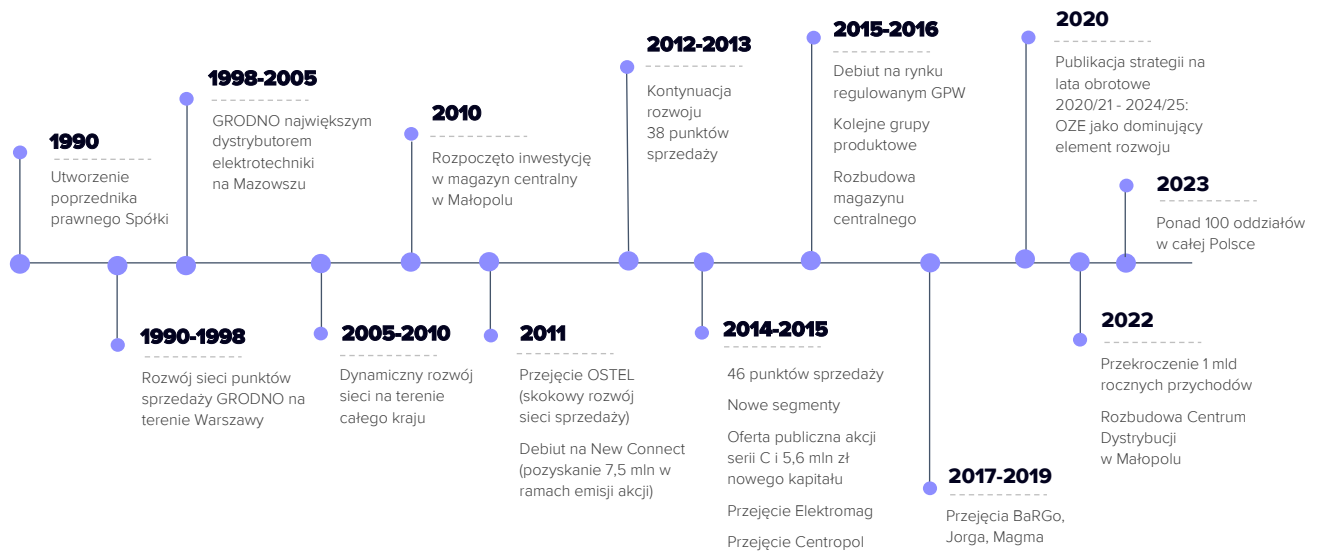 1990
Utworzenie
poprzednika
prawnego Spółki
1990-1998
Rozwój sieci punktów
sprzedaży GRODNO na
terenie Warszawy
1998-2005
GRODNO największym
dystrybutorem
elektrotechniki
na Mazowszu
2005-2010
Dynamiczny rozwój
sieci na terenie
całego kraju
2010
Rozpoczęto inwestycję
w magazyn centralny
w Małopolu
2011
Przejęcie OSTEL
(skokowy rozwój
sieci sprzedaży)
Debiut na New Connect
(pozyskanie 7,5 mln w
ramach emisji akcji)
2012-2013
Kontynuacja
rozwoju
38 punktów
sprzedaży
2014-2015
46 punktów sprzedaży
Nowe segmenty
Oferta publiczna akcji
serii C i 5,6 mln zł
nowego kapitału
Przejęcie Elektromag
Przejęcie Centropol
2015-2016
Debiut na rynku
regulowanym GPW
Kolejne grupy
produktowe
Rozbudowa
magazynu
centralnego
2017-2019
Przejęcia BaRGo,
Jorga, Magma
2020
Publikacja strategii na
lata obrotowe
2020/21 - 2024/25:
OZE jako dominujący
element rozwoju
2022
Przekroczenie 1 mld
rocznych przychodów
Rozbudowa Centrum
Dystrybucji
w Małopolu
2023
Ponad 100 oddziałów
w całej Polsce